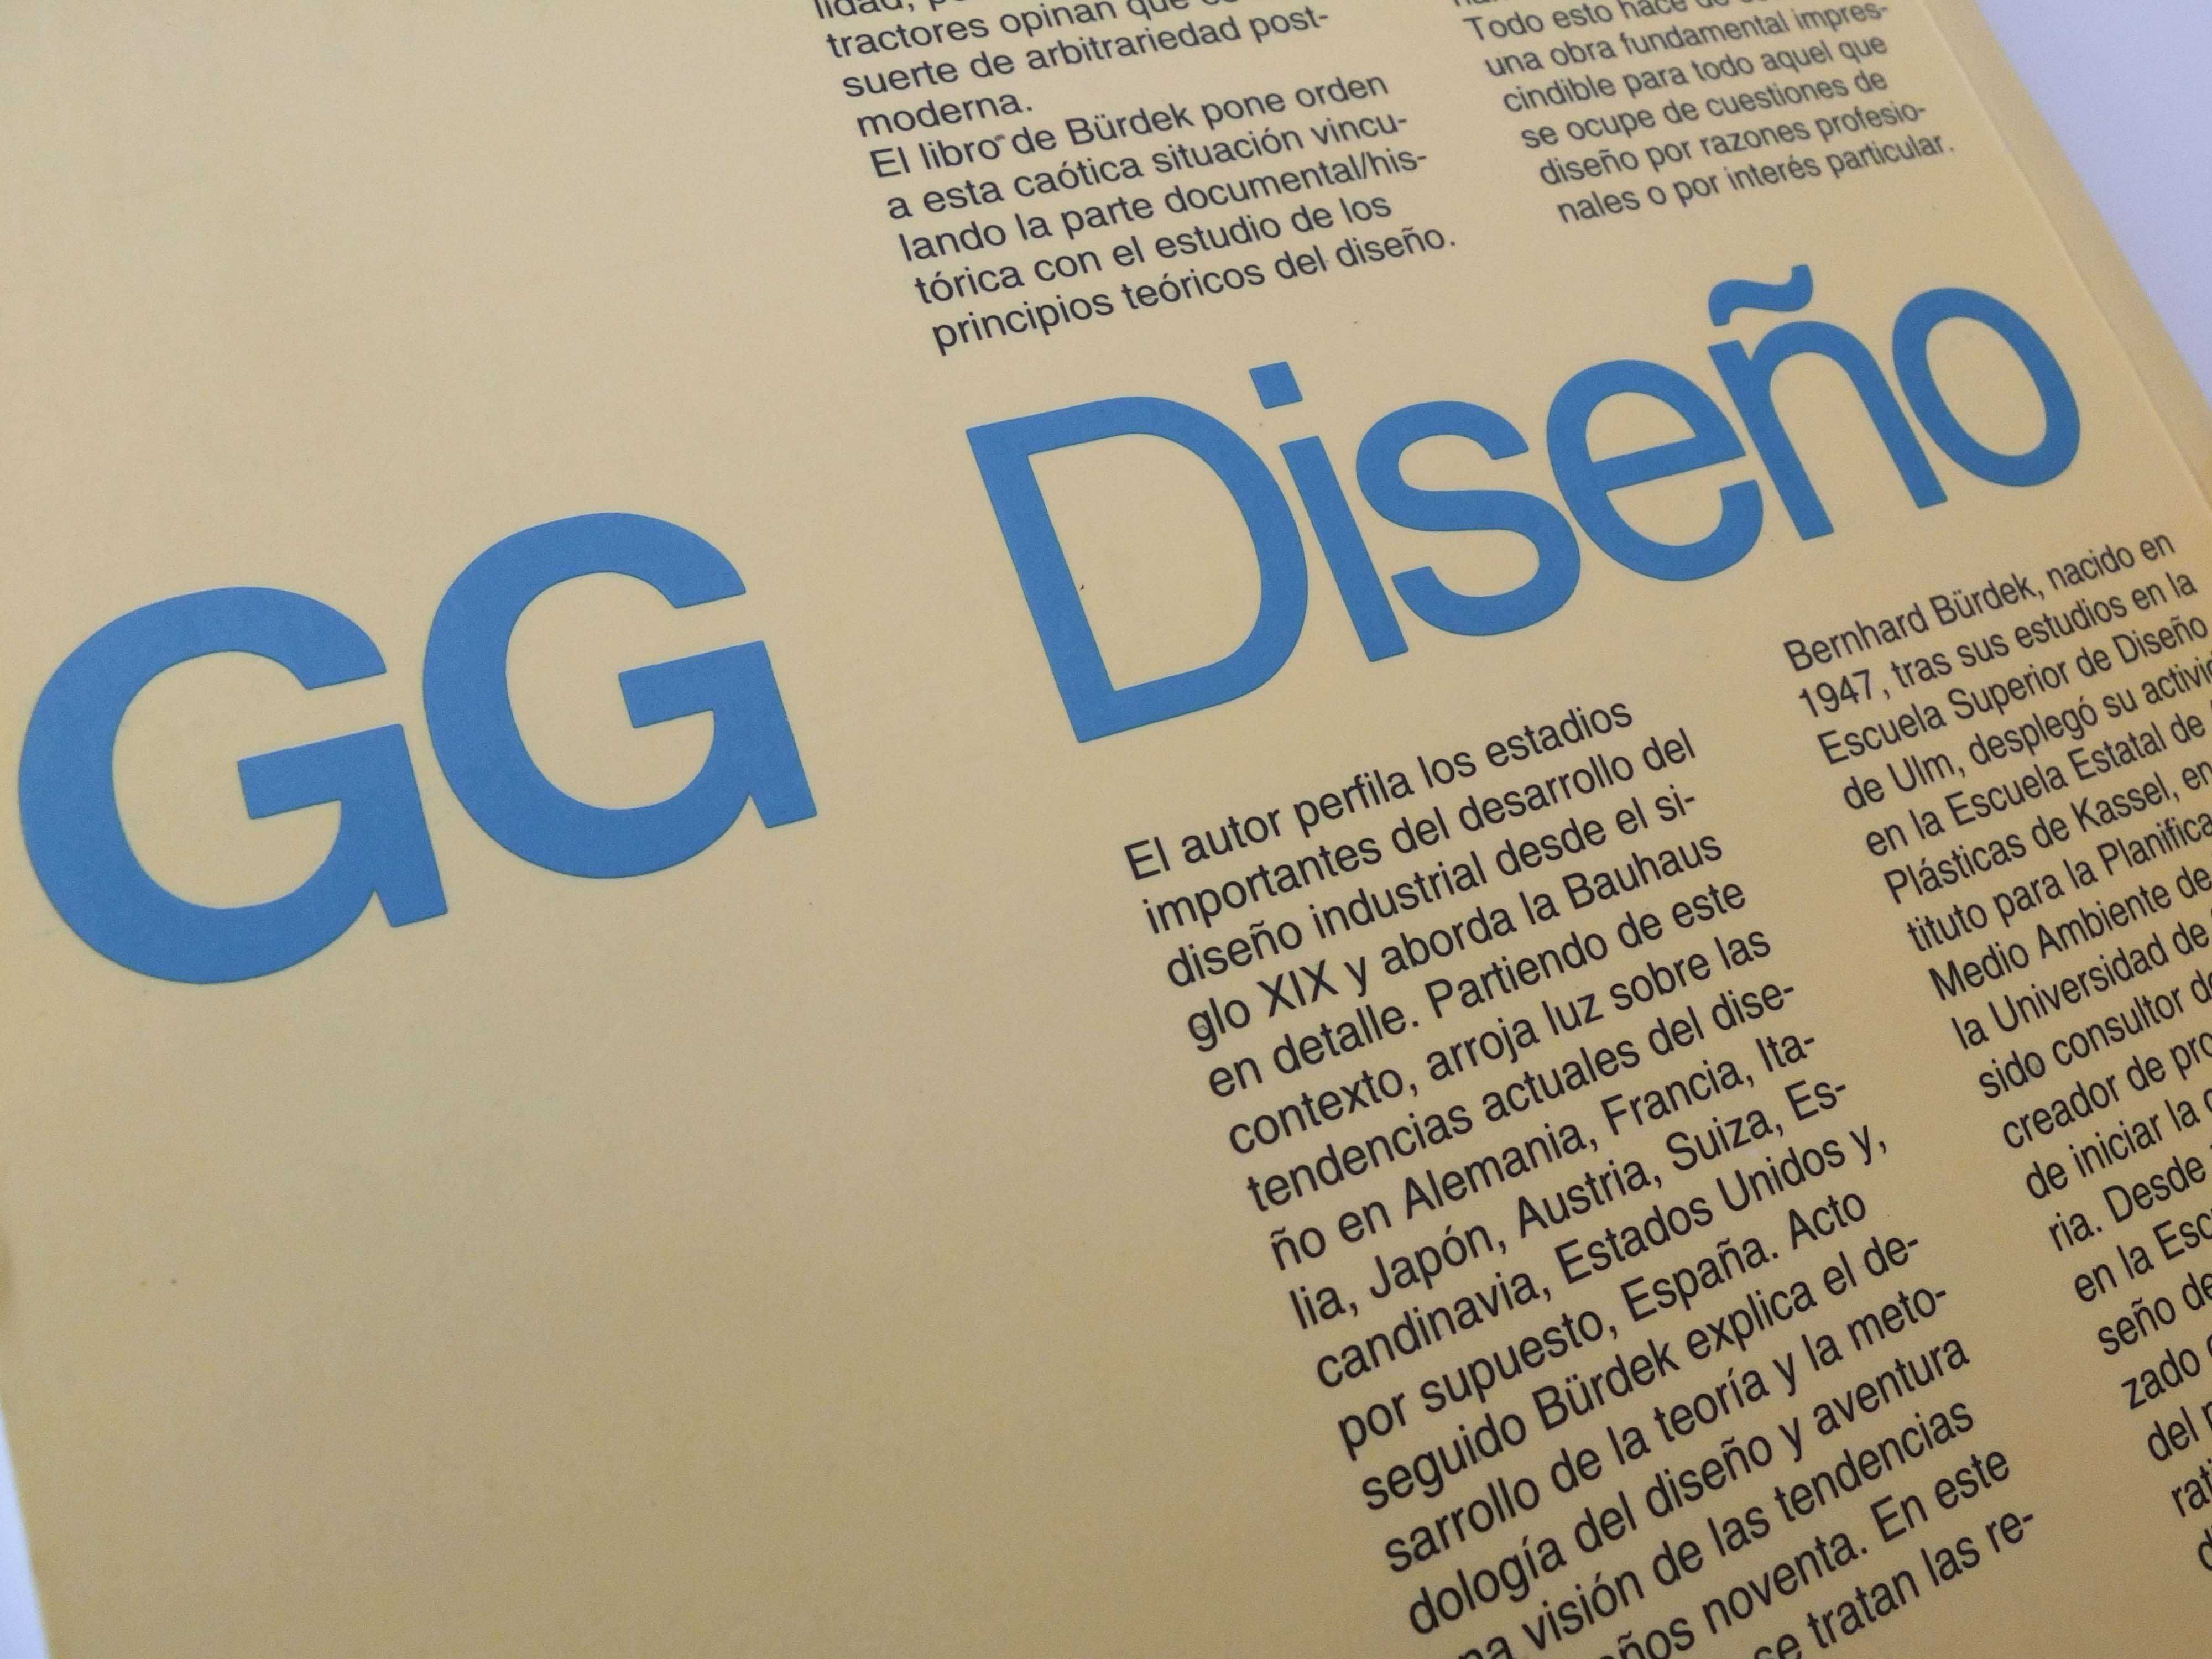 tractores opinan que
suerte de arbitrariedad post-
moderna.
El libro de Bürdek pone orden
a esta caótica situación vincu-
lando la parte documental/his-
tórica con el estudio de los
principios teóricos del diseño.
Todo esto hace de
una obra fundamental impres-
cindible para todo aquel que
se ocupe de cuestiones de
diseño por razones profesio-
nales o por interés particular.
GG Diseño
El autor perfila los estadios
importantes del desarrollo del
diseño industrial desde el si-
glo XIX y aborda la Bauhaus
en detalle. Partiendo de este
contexto, arroja luz sobre las
tendencias actuales del dise-
ño en Alemania, Francia, Ita-
lia, Japón, Austria, Suiza, Es-
candinavia, Estados Unidos y,
por supuesto, España. Acto
seguido Bürdek explica el de-
sarrollo de la teoría y la meto-
dología del diseño y aventura
visión de las tendencias
noventa. En este
se tratan las re-
Bernhard Bürdek, nacido en
1947, tras sus estudios en la
Escuela Superior de Diseño
de Ulm, desplegó su
en la Escuela Estatal de
Plásticas de Kassel, en
tituto para la
Medio Ambiente de
la Universidad de
sido consultor
creador de
de iniciar la
ria. Desde
en la
seño
zado
del